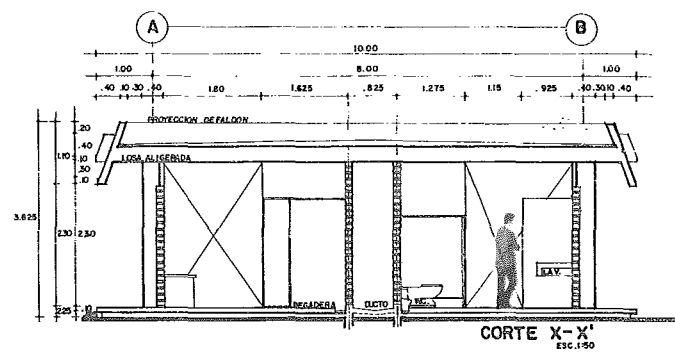 A B
10.00
1.00 8.00 1.00
.40 .10 .30 .40 1.80 1.625 .825 1.275 1.15 .925 .40 .30 .10 .40
PROYECCION DE FALDON
.20
.40
1.10 .10
LOSA ALIGERADA
.30
.10
3.625
2.30 2.30
LAV.
REGADERA DUCTO W.C.
.225 .10
CORTE X-X'
ESC. 1:50